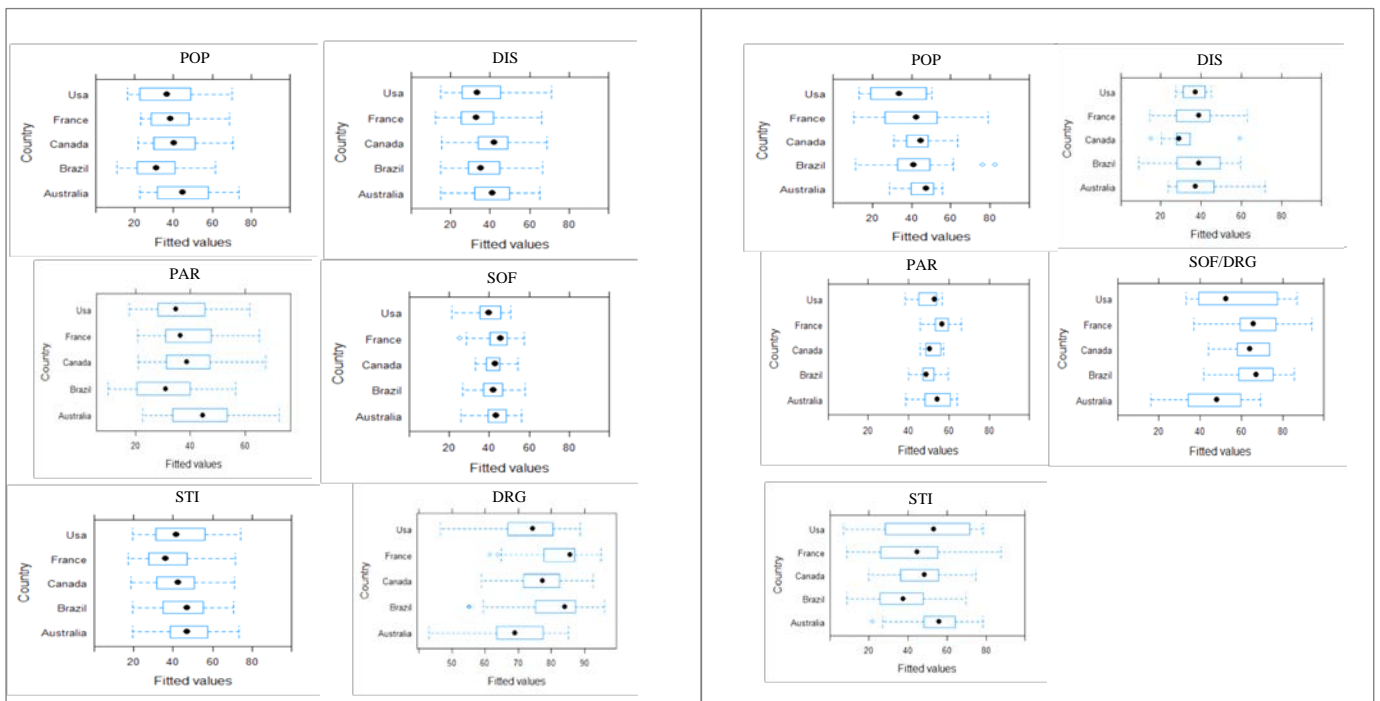 POP
Country
Usa
France
Canada
Brazil
Australia
20 40 60 80
Fitted values
DIS
Country
Usa
France
Canada
Brazil
Australia
20 40 60 80
Fitted values
PAR
Country
Usa
France
Canada
Brazil
Australia
20 40 60
Fitted values
SOF
Country
Usa
France
Canada
Brazil
Australia
20 40 60 80
Fitted values
STI
Country
Usa
France
Canada
Brazil
Australia
20 40 60 80
Fitted values
DRG
Country
Usa
France
Canada
Brazil
Australia
50 60 70 80 90
Fitted values
POP
Country
Usa
France
Canada
Brazil
Australia
20 40 60 80
Fitted values
DIS
Country
Usa
France
Canada
Brazil
Australia
20 40 60 80
Fitted values
PAR
Country
Usa
France
Canada
Brazil
Australia
20 40 60 80
Fitted values
SOF/DRG
Country
Usa
France
Canada
Brazil
Australia
20 40 60 80
Fitted values
STI
Country
Usa
France
Canada
Brazil
Australia
20 40 60 80
Fitted values